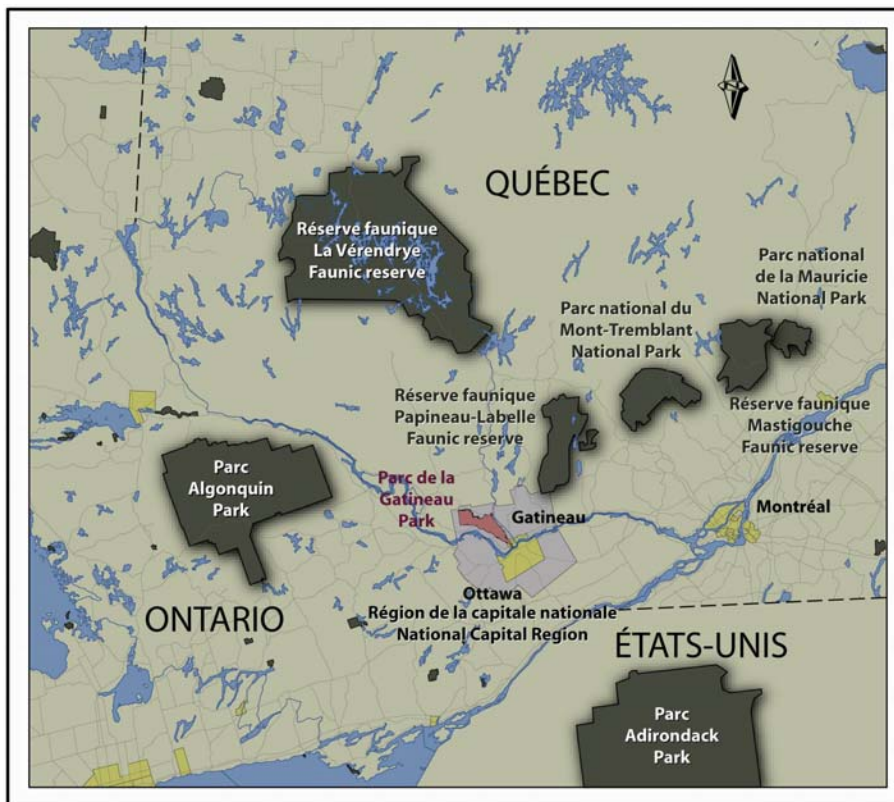 QUÉBEC
Réserve faunique
La Vérendrye
Faunic reserve
Parc national
de la Mauricie
National Park
Parc national du
Mont-Tremblant
National Park
Réserve faunique
Papineau-Labelle
Faunic reserve
Réserve faunique
Mastigouche
Faunic reserve
Parc
Algonquin
Park
Parc de la
Gatineau
Park
Gatineau
Montréal
Ottawa
Région de la capitale nationale
National Capital Region
ONTARIO
ÉTATS-UNIS
Parc
Adirondack
Park